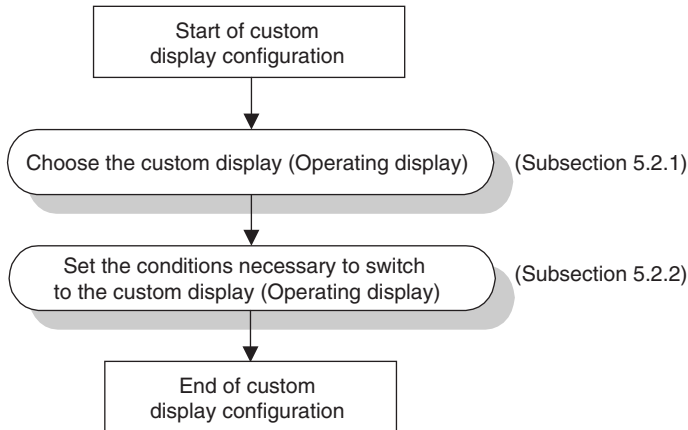 Start of custom
display configuration
Choose the custom display (Operating display)
(Subsection 5.2.1)
Set the conditions necessary to switch
to the custom display (Operating display)
(Subsection 5.2.2)
End of custom
display configuration